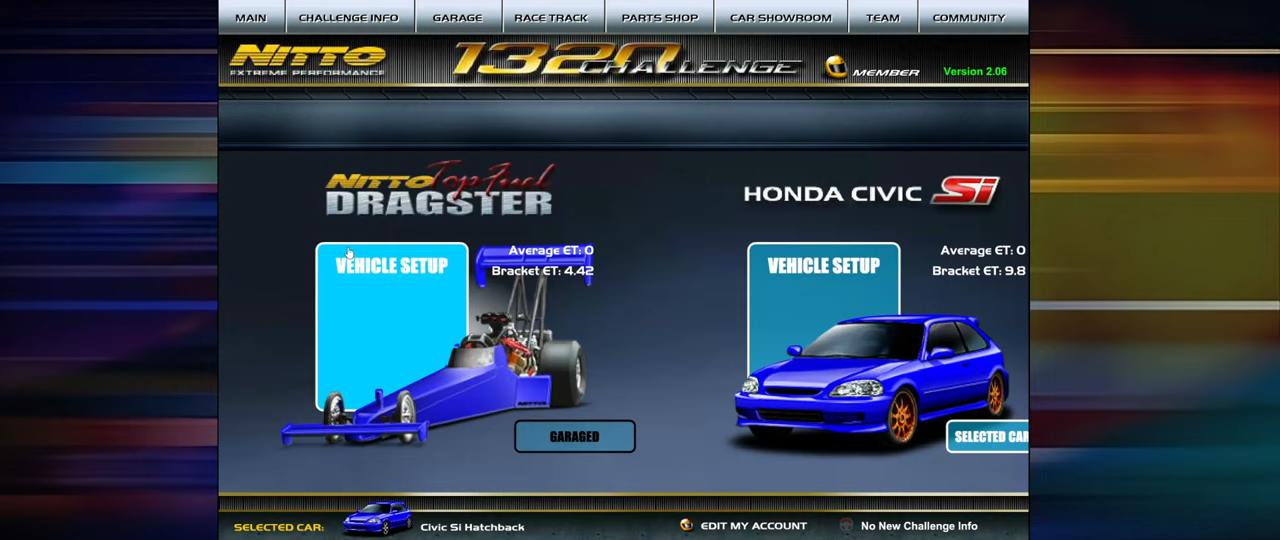 MAIN
CHALLENGE INFO
GARAGE
RACE TRACK
PARTS SHOP
CAR SHOWROOM
TEAM
COMMUNITY
NITTO
EXTREME PERFORMANCE
1320 CHALLENGE
MEMBER
Version 2.06
NITTO Top Fuel
DRAGSTER
HONDA CIVIC Si
VEHICLE SETUP
Average ET: 0
Bracket ET: 4.42
VEHICLE SETUP
Average ET: 0
Bracket ET: 9.8
GARAGED
SELECTED CAR
SELECTED CAR:
Civic Si Hatchback
EDIT MY ACCOUNT
No New Challenge Info